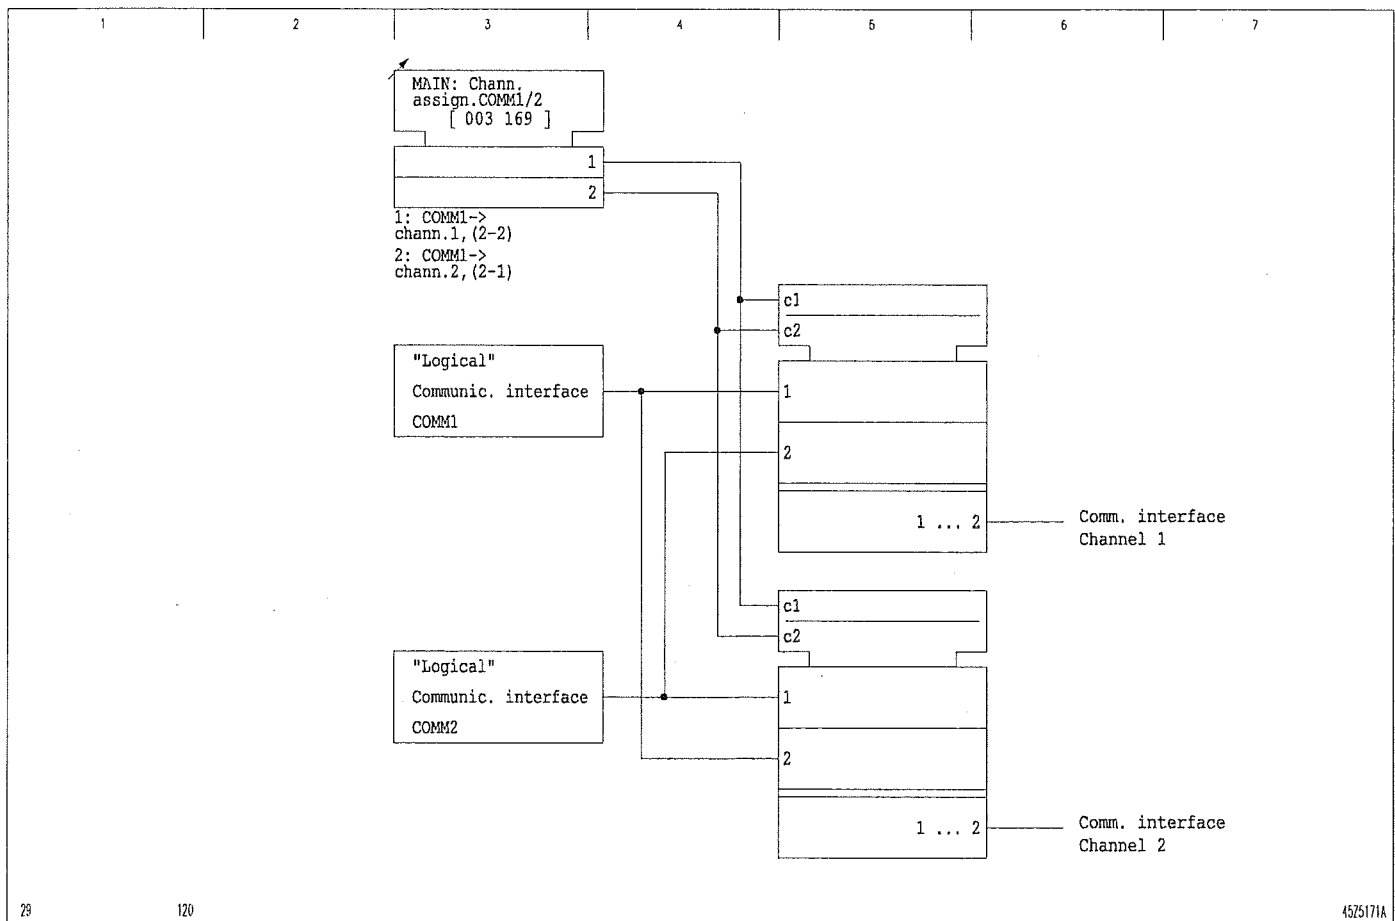 1 2 3 4 5 6 7
MAIN: Chann.
assign.COMM1/2
[ 003 169 ]
1
2
1: COMM1->
chann.1,(2-2)
2: COMM1->
chann.2,(2-1)
c1
c2
"Logical"
Communic. interface
COMM1
1
2
1 ... 2
Comm. interface
Channel 1
c1
c2
"Logical"
Communic. interface
COMM2
1
2
1 ... 2
Comm. interface
Channel 2
29 120 45Z5171A